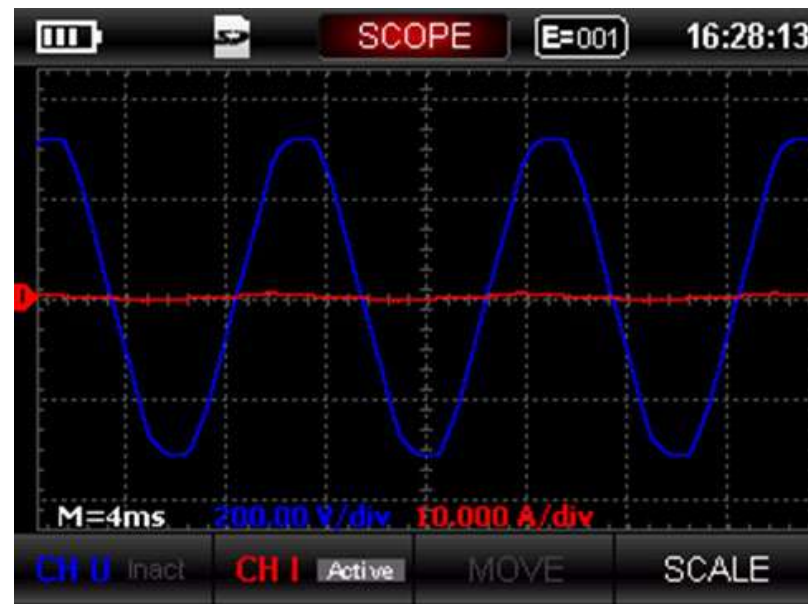 SCOPE E=001 16:28:13
M=4ms 200.00 V/div 10.000 A/div
CH U Inact CH I Active MOVE SCALE